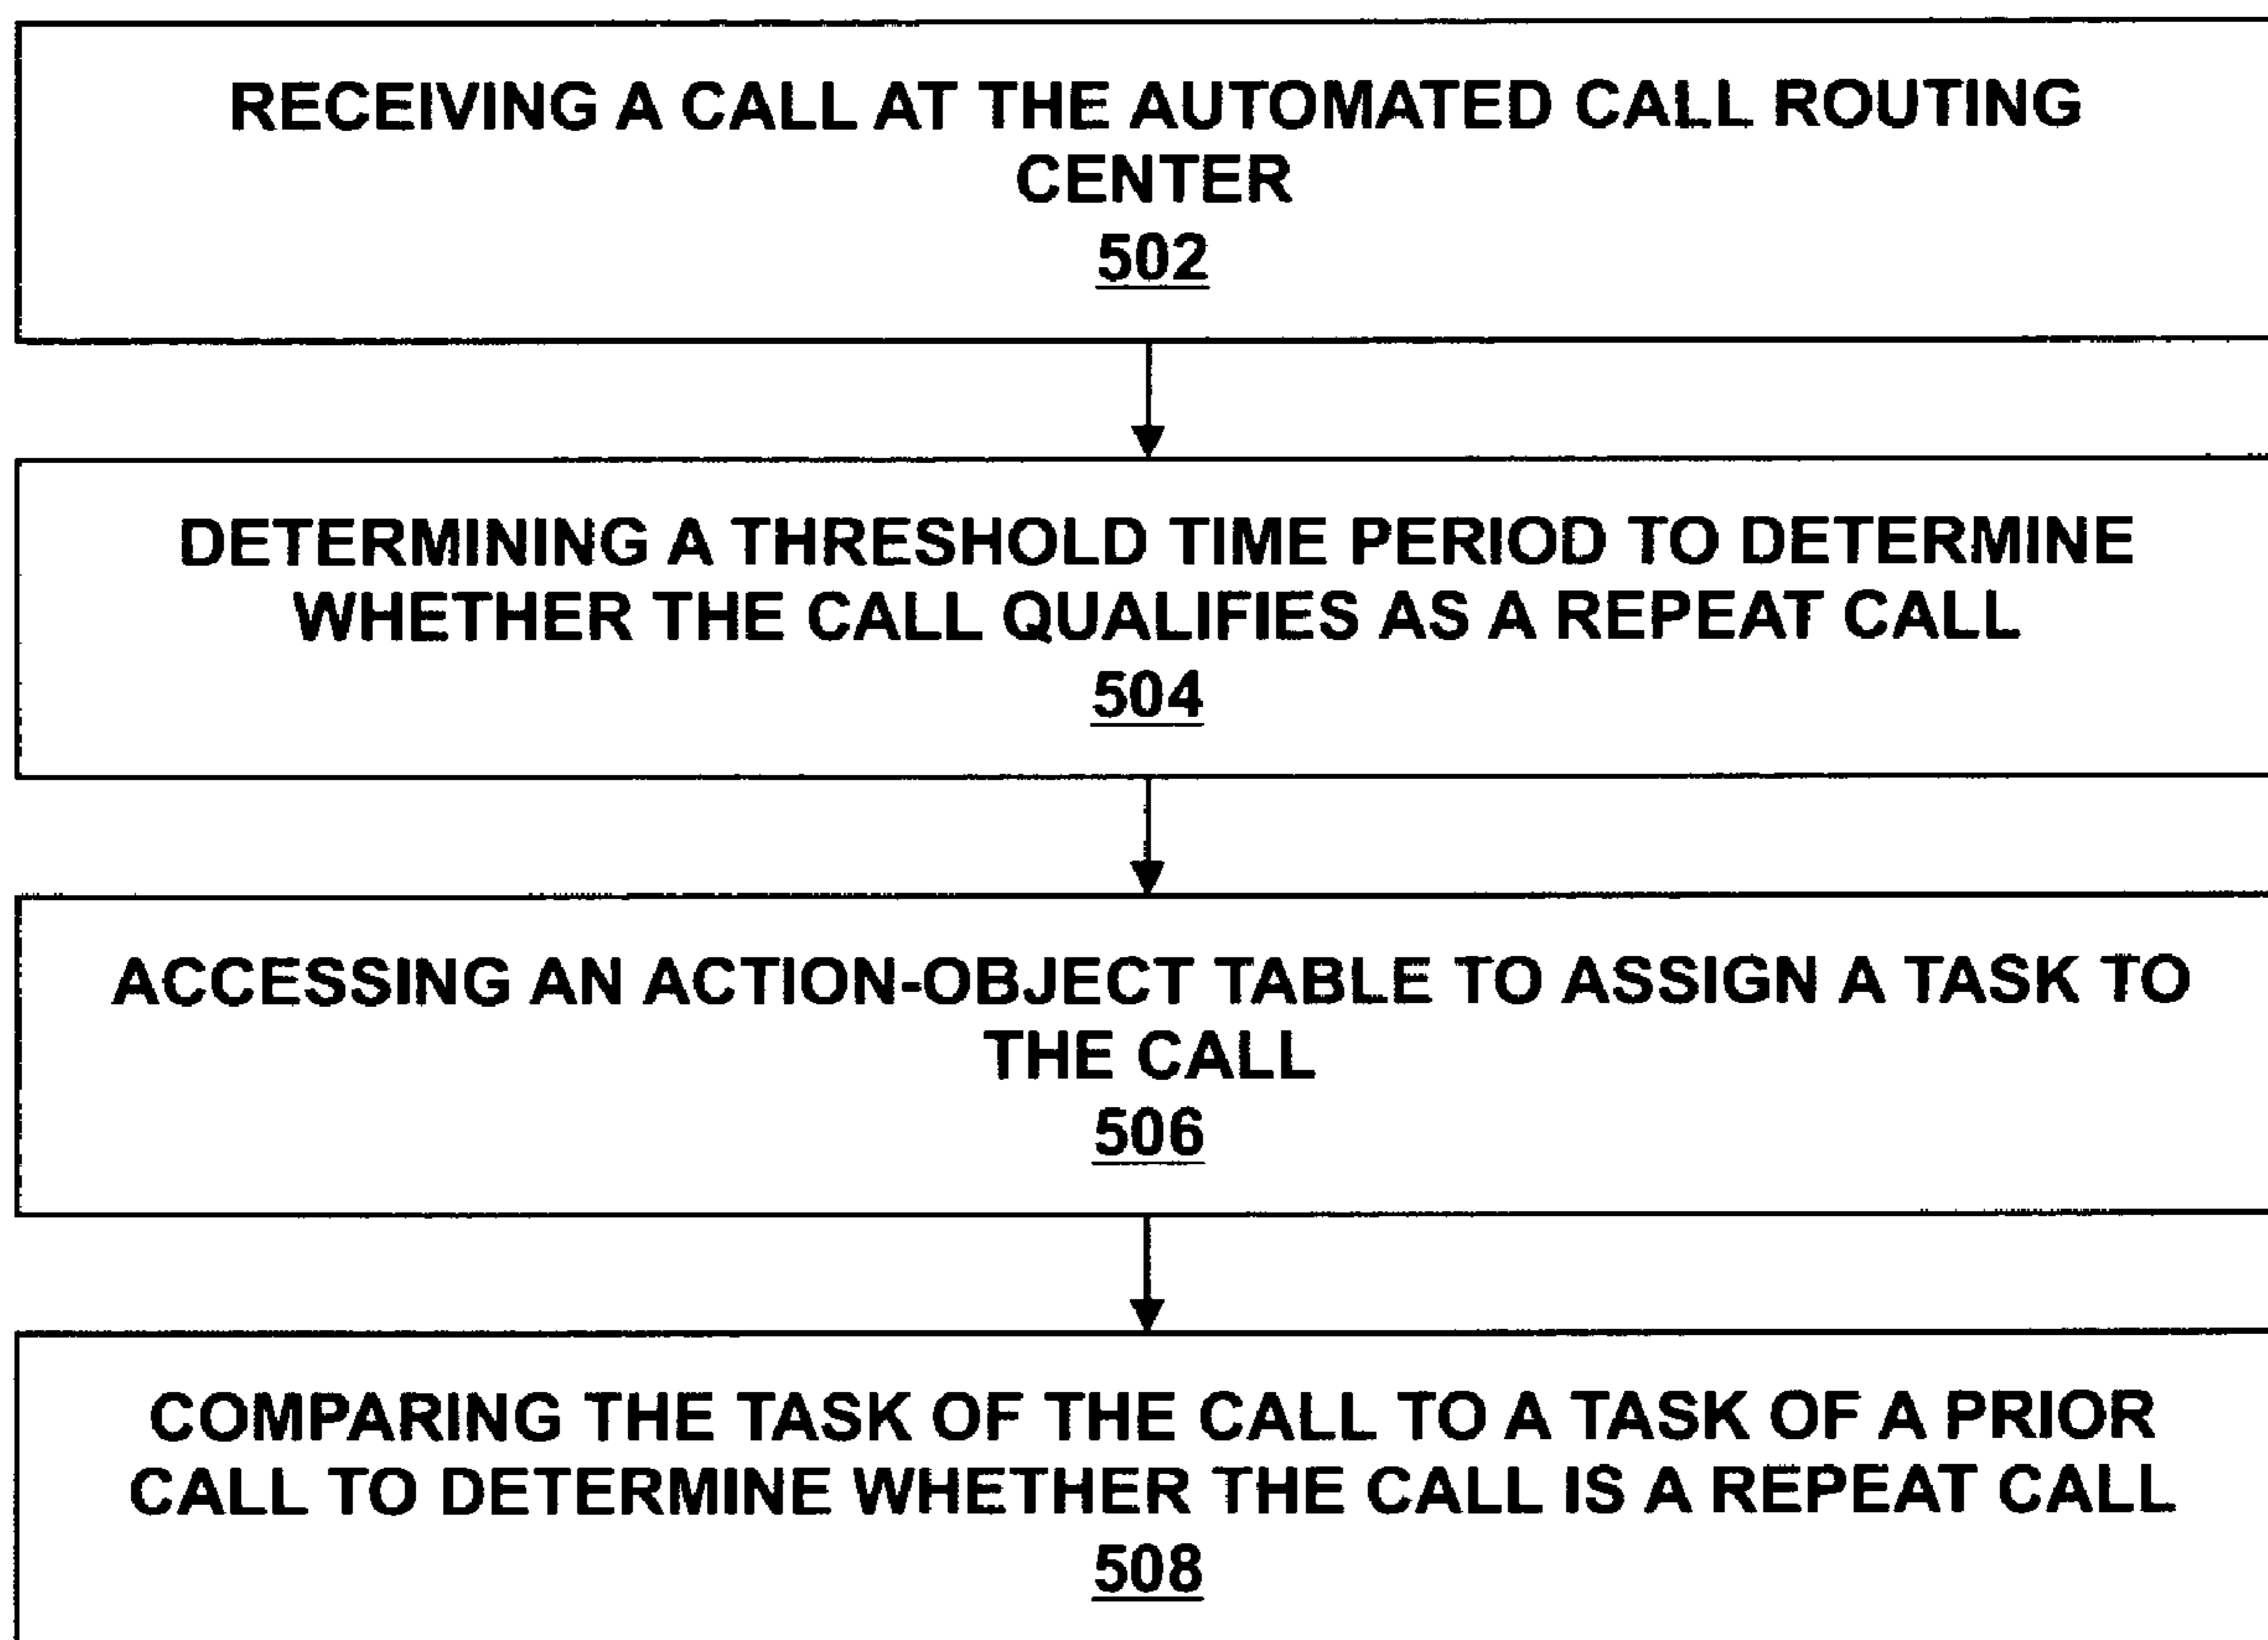 RECEIVING A CALL AT THE AUTOMATED CALL ROUTING
CENTER
502
DETERMINING A THRESHOLD TIME PERIOD TO DETERMINE
WHETHER THE CALL QUALIFIES AS A REPEAT CALL
504
ACCESSING AN ACTION-OBJECT TABLE TO ASSIGN A TASK TO
THE CALL
506
COMPARING THE TASK OF THE CALL TO A TASK OF A PRIOR
CALL TO DETERMINE WHETHER THE CALL IS A REPEAT CALL
508